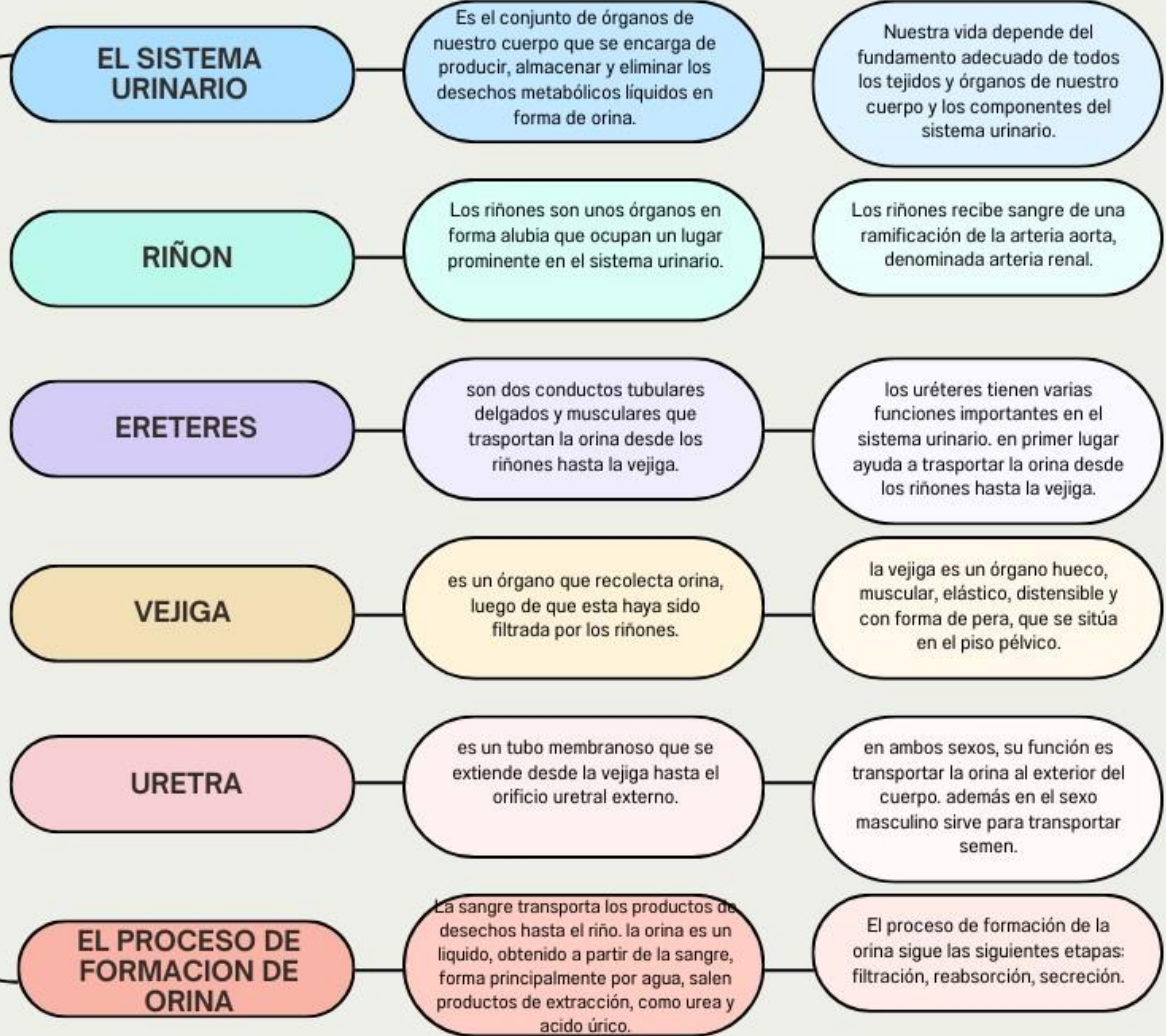 EL SISTEMA
URINARIO
Es el conjunto de órganos de
nuestro cuerpo que se encarga de
producir, almacenar y eliminar los
desechos metabólicos líquidos en
forma de orina.
Nuestra vida depende del
fundamento adecuado de todos
los tejidos y órganos de nuestro
cuerpo y los componentes del
sistema urinario.
RIÑON
Los riñones son unos órganos en
forma alubia que ocupan un lugar
prominente en el sistema urinario.
Los riñones recibe sangre de una
ramificación de la arteria aorta,
denominada arteria renal.
ERETERES
son dos conductos tubulares
delgados y musculares que
trasportan la orina desde los
riñones hasta la vejiga.
los uréteres tienen varias
funciones importantes en el
sistema urinario. en primer lugar
ayuda a trasportar la orina desde
los riñones hasta la vejiga.
VEJIGA
es un órgano que recolecta orina,
luego de que esta haya sido
filtrada por los riñones.
la vejiga es un órgano hueco,
muscular, elástico, distensible y
con forma de pera, que se sitúa
en el piso pélvico.
URETRA
es un tubo membranoso que se
extiende desde la vejiga hasta el
orificio uretral externo.
en ambos sexos, su función es
transportar la orina al exterior del
cuerpo. además en el sexo
masculino sirve para transportar
semen.
EL PROCESO DE
FORMACION DE
ORINA
La sangre transporta los productos de
desechos hasta el riño. la orina es un
liquido, obtenido a partir de la sangre,
forma principalmente por agua, salen
productos de extracción, como urea y
acido úrico.
El proceso de formación de la
orina sigue las siguientes etapas:
filtración, reabsorción, secreción.